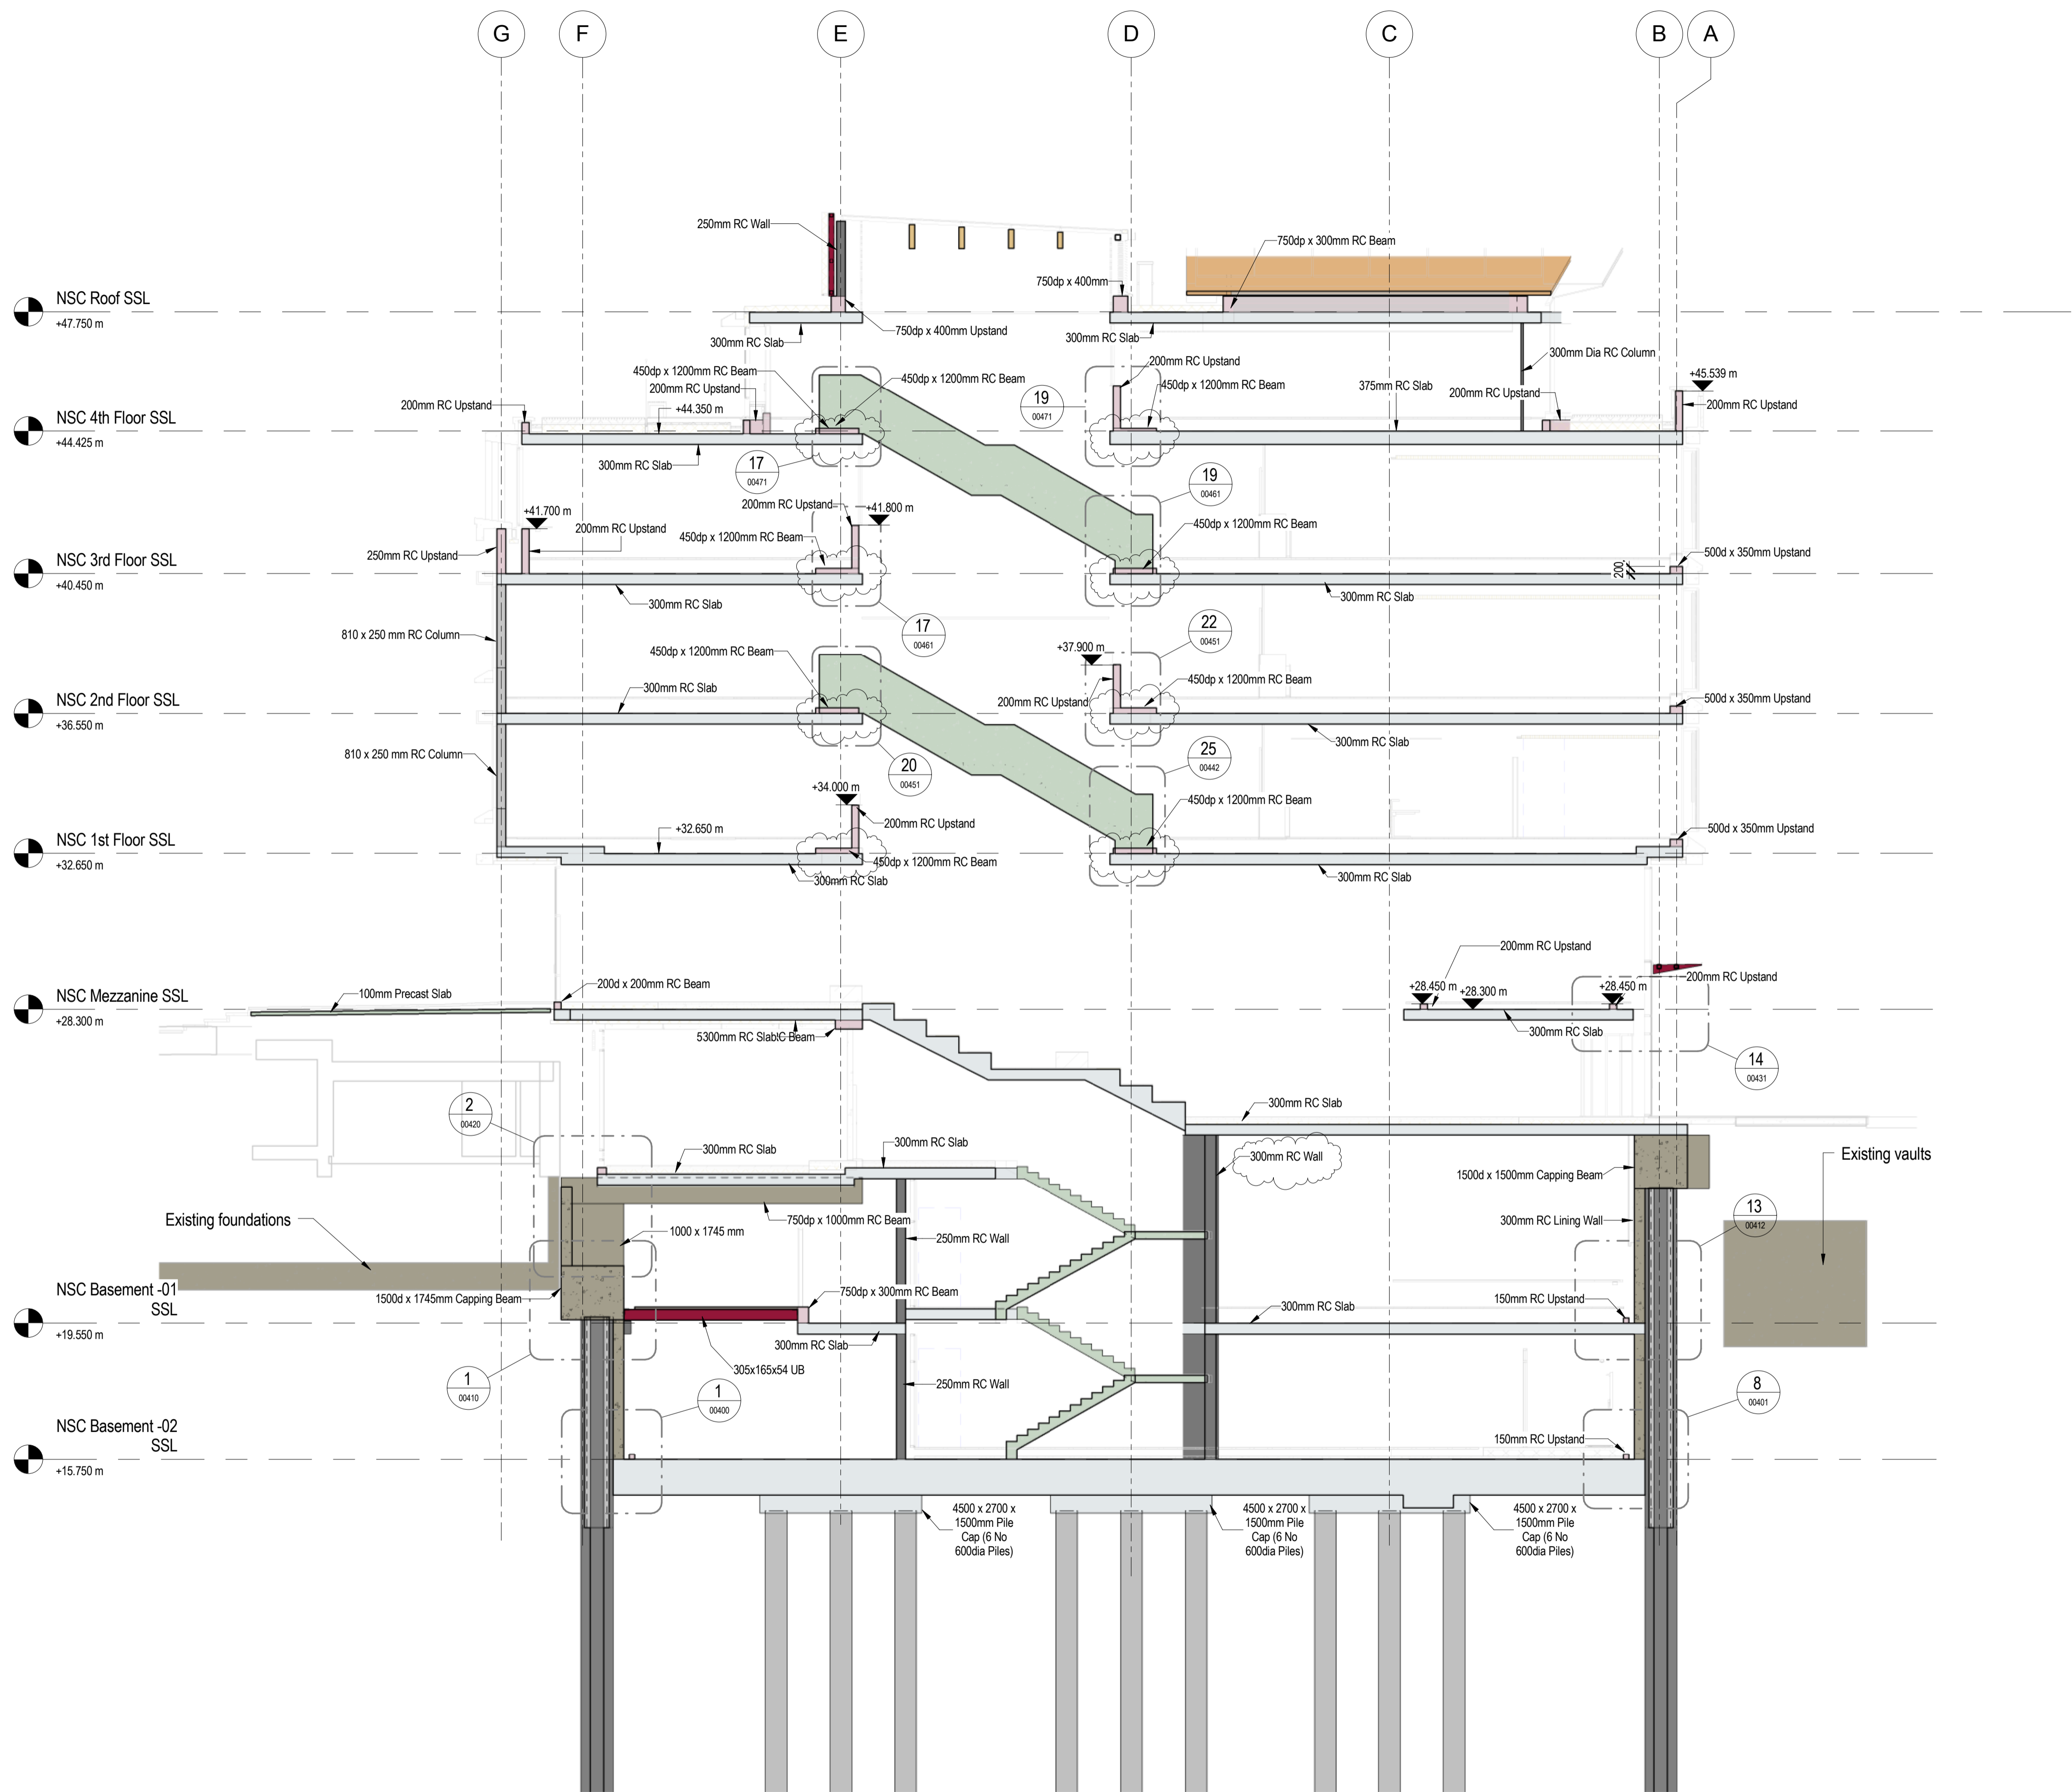 G
F
E
D
C
B
A
250mm RC Wall
750dp x 300mm RC Beam
750dp x 400mm
NSC Roof SSL
+47.750 m
750dp x 400mm Upstand
300mm RC Slab
300mm RC Slab
300mm Dia RC Column
200mm RC Upstand
450dp x 1200mm RC Beam
450dp x 1200mm RC Beam
450dp x 1200mm RC Beam
375mm RC Slab
+45.539 m
200mm RC Upstand
200mm RC Upstand
200mm RC Upstand
200mm RC Upstand
+44.350 m
19
00471
NSC 4th Floor SSL
+44.425 m
300mm RC Slab
17
00471
19
00461
200mm RC Upstand
+41.800 m
+41.700 m
200mm RC Upstand
450dp x 1200mm RC Beam
450dp x 1200mm RC Beam
250mm RC Upstand
500d x 350mm Upstand
NSC 3rd Floor SSL
+40.450 m
200
300mm RC Slab
300mm RC Slab
810 x 250 mm RC Column
17
00461
22
00451
450dp x 1200mm RC Beam
+37.900 m
300mm RC Slab
450dp x 1200mm RC Beam
200mm RC Upstand
500d x 350mm Upstand
NSC 2nd Floor SSL
+36.550 m
300mm RC Slab
810 x 250 mm RC Column
20
00451
25
00442
+34.000 m
450dp x 1200mm RC Beam
200mm RC Upstand
+32.650 m
500d x 350mm Upstand
NSC 1st Floor SSL
+32.650 m
450dp x 1200mm RC Beam
300mm RC Slab
300mm RC Slab
200mm RC Upstand
200mm RC Upstand
200d x 200mm RC Beam
100mm Precast Slab
+28.450 m
+28.300 m
+28.450 m
NSC Mezzanine SSL
+28.300 m
5300mm RC Slab C Beam
300mm RC Slab
14
00431
2
00420
300mm RC Slab
300mm RC Slab
300mm RC Slab
300mm RC Wall
1500d x 1500mm Capping Beam
Existing vaults
Existing foundations
750dp x 1000mm RC Beam
1000 x 1745 mm
250mm RC Wall
300mm RC Lining Wall
13
00412
NSC Basement -01
SSL
+19.550 m
1500d x 1745mm Capping Beam
750dp x 300mm RC Beam
300mm RC Slab
150mm RC Upstand
300mm RC Slab
305x165x54 UB
1
00410
1
00400
250mm RC Wall
8
00401
NSC Basement -02
SSL
+15.750 m
150mm RC Upstand
4500 x 2700 x
1500mm Pile
Cap (6 No
600dia Piles)
4500 x 2700 x
1500mm Pile
Cap (6 No
600dia Piles)
4500 x 2700 x
1500mm Pile
Cap (6 No
600dia Piles)